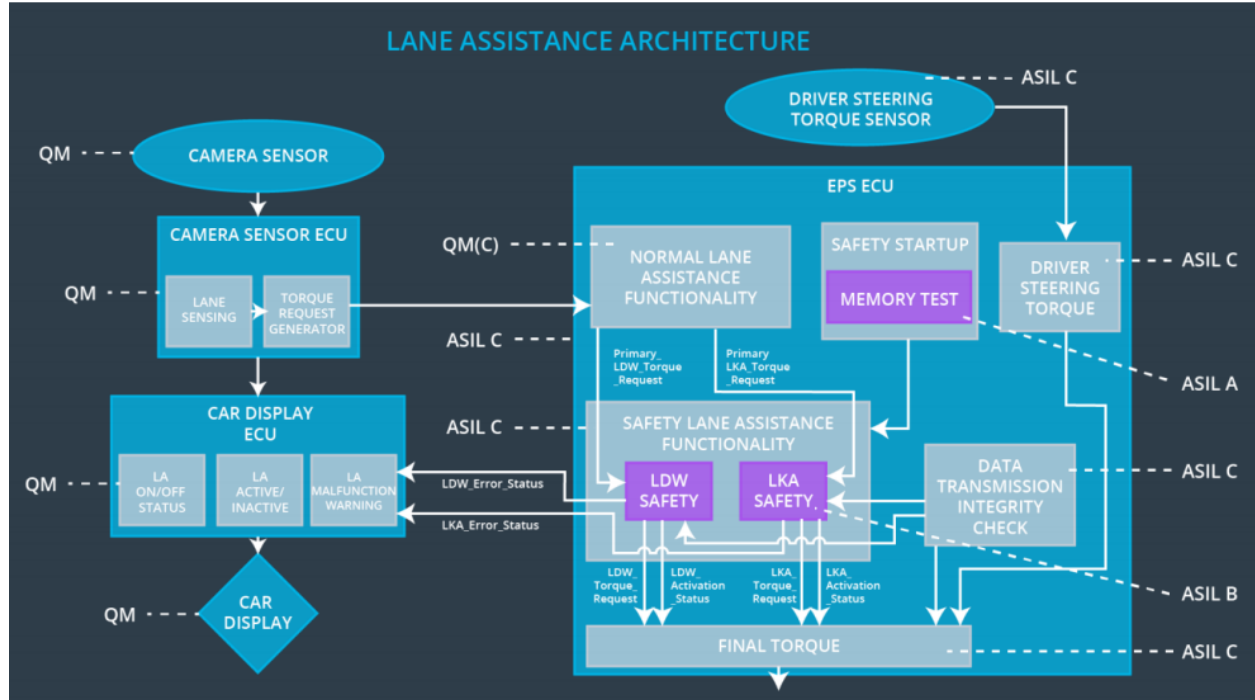 LANE ASSISTANCE ARCHITECTURE
ASIL C
DRIVER STEERING
TORQUE SENSOR
QM
CAMERA SENSOR
EPS ECU
CAMERA SENSOR ECU
QM
LANE
SENSING
TORQUE
REQUEST
GENERATOR
QM(C)
NORMAL LANE
ASSISTANCE
FUNCTIONALITY
SAFETY STARTUP
MEMORY TEST
DRIVER
STEERING
TORQUE
ASIL C
ASIL C
Primary_
LDW_Torque
_Request
Primary
LKA_Torque
_Request
ASIL A
CAR DISPLAY
ECU
QM
LA
ON/OFF
STATUS
LA
ACTIVE/
INACTIVE
LA
MALFUNCTION
WARNING
LDW_Error_Status
LKA_Error_Status
ASIL C
SAFETY LANE ASSISTANCE
FUNCTIONALITY
LDW
SAFETY
LKA
SAFETY
DATA
TRANSMISSION
INTEGRITY
CHECK
ASIL C
LDW_
Torque_
Request
LDW_
Activation
_Status
LKA_
Torque_
Request
LKA_
Activation
_Status
ASIL B
QM
CAR
DISPLAY
FINAL TORQUE
ASIL C